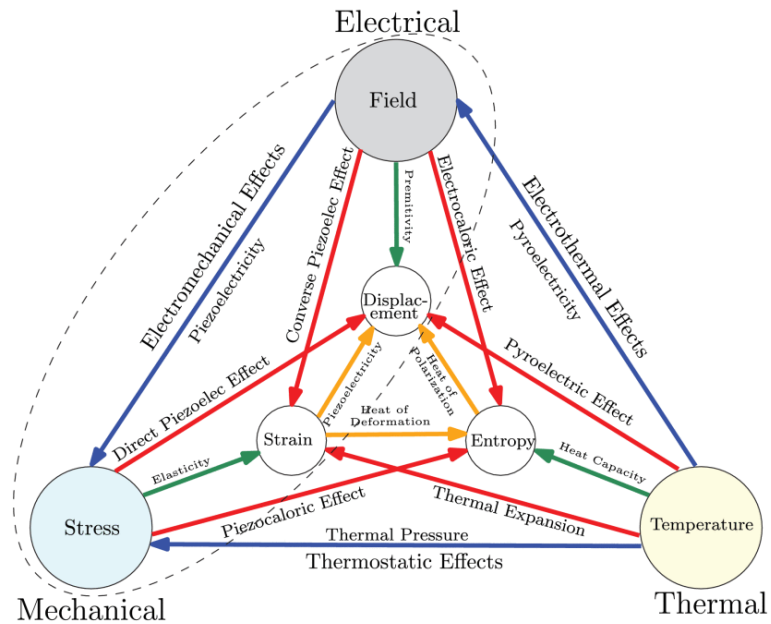 Electrical
Field
Electromechanical Effects
Piezoelectricity
Converse Piezoelec Effect
Premitivity
Electrocaloric Effect
Electrothermal Effects
Pyroelectricity
Displac-
ement
Direct Piezoelec Effect
Piezoelectricity
Heat of
Polarization
Pyroelectric Effect
Heat of
Deformation
Strain
Entropy
Elasticity
Heat Capacity
Piezocaloric Effect
Thermal Expansion
Stress
Temperature
Thermal Pressure
Thermostatic Effects
Mechanical
Thermal